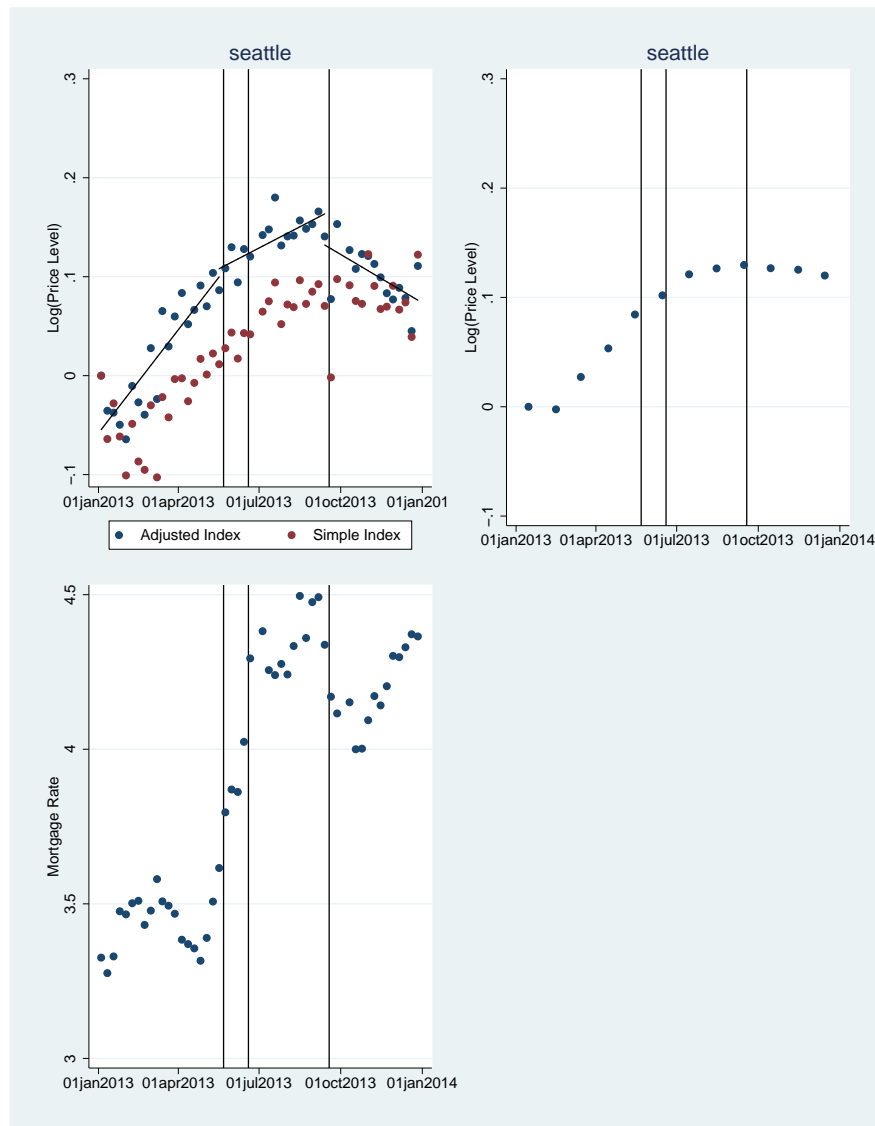 seattle
Log(Price Level)
.3
.2
.1
0
-.1
01jan2013 01apr2013 01jul2013 01oct2013 01jan201
Adjusted Index Simple Index
seattle
Log(Price Level)
.3
.2
.1
0
-.1
01jan2013 01apr2013 01jul2013 01oct2013 01jan2014
Mortgage Rate
4.5
4
3.5
3
01jan2013 01apr2013 01jul2013 01oct2013 01jan2014